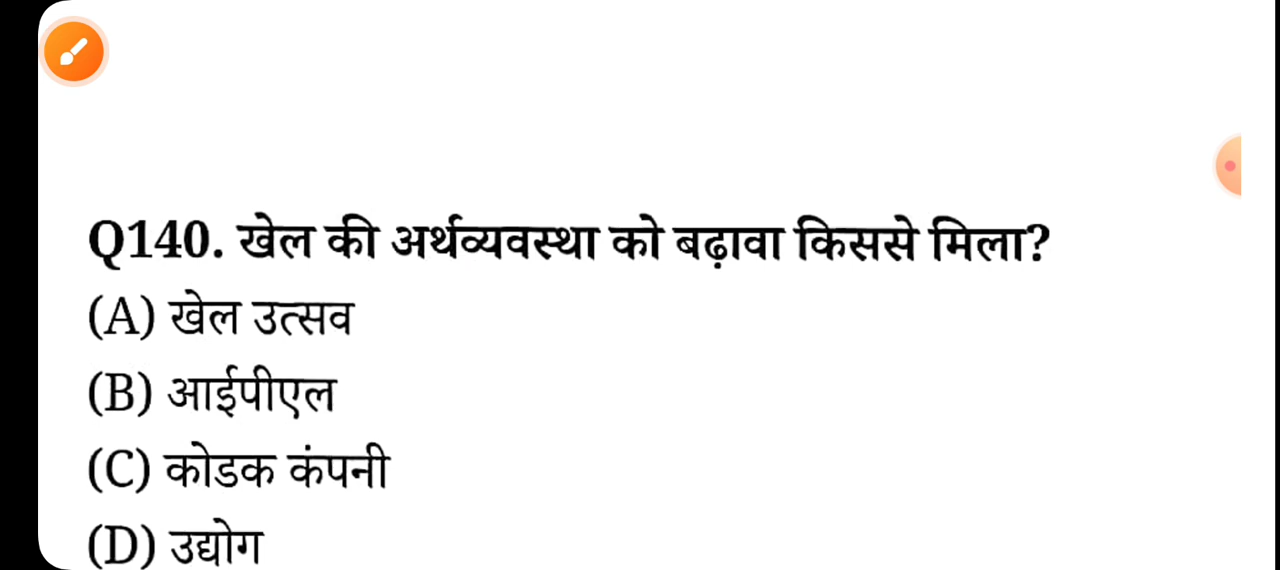 Q140. खेल की अर्थव्यवस्था को बढ़ावा किससे मिला?
(A) खेल उत्सव
(B) आईपीएल
(C) कोडक कंपनी
(D) उद्योग